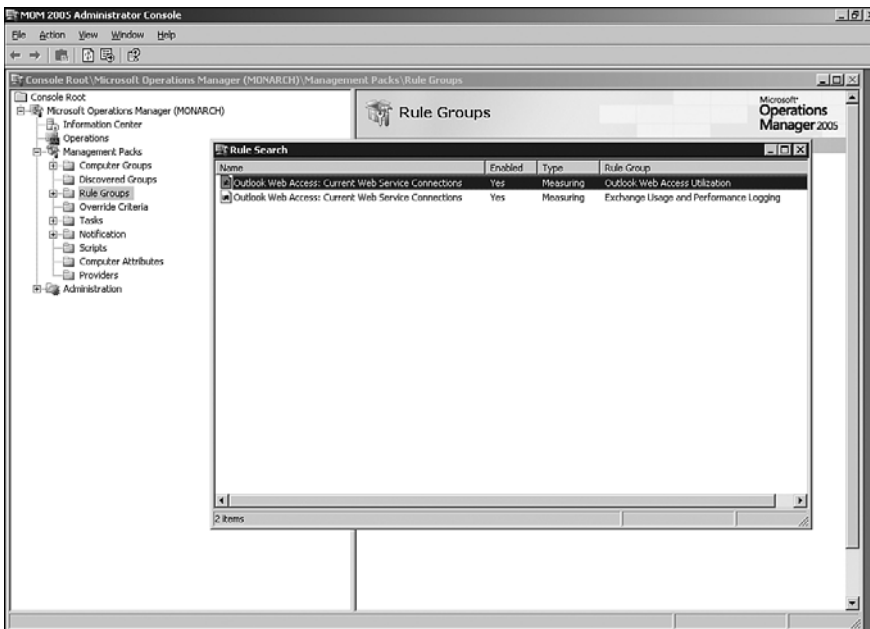 MOM 2005 Administrator Console
File Action View Window Help
Console Root\Microsoft Operations Manager (MONARCH)\Management Packs\Rule Groups
Console Root
Microsoft Operations Manager (MONARCH)
Information Center
Operations
Management Packs
Computer Groups
Discovered Groups
Rule Groups
Override Criteria
Tasks
Notification
Scripts
Computer Attributes
Providers
Administration
Rule Groups
Microsoft
Operations
Manager 2005
Rule Search
Name Enabled Type Rule Group
Outlook Web Access: Current Web Service Connections Yes Measuring Outlook Web Access Utilization
Outlook Web Access: Current Web Service Connections Yes Measuring Exchange Usage and Performance Logging
2 items